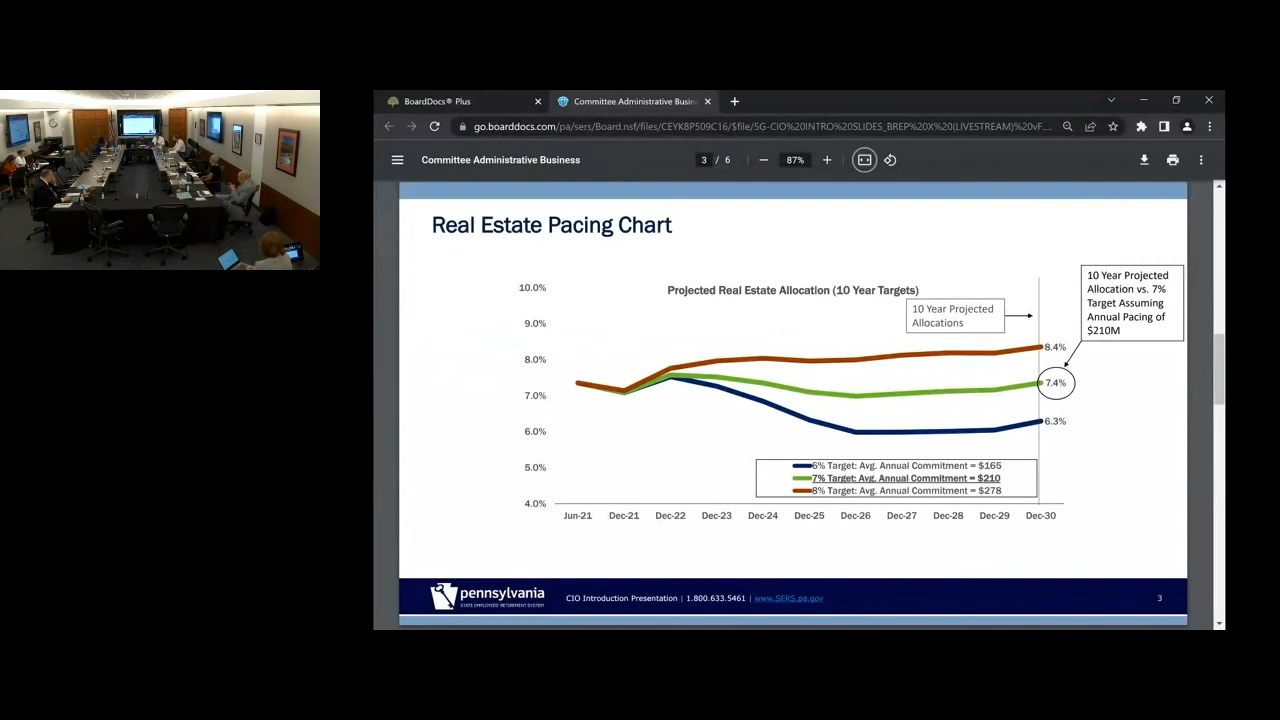 BoardDocs® Plus
Committee Administrative Busin
go.boarddocs.com/pa/sers/Board.nsf/files/CEYK8P509C16/$file/5G-CIO%20INTRO%20SLIDES_BREP%20X%20(LIVESTREAM)%20vF....
Committee Administrative Business
3 / 6
87%
Real Estate Pacing Chart
Projected Real Estate Allocation (10 Year Targets)
10 Year Projected
Allocations
10 Year Projected
Allocation vs. 7%
Target Assuming
Annual Pacing of
$210M
10.0%
9.0%
8.0%
7.0%
6.0%
5.0%
4.0%
8.4%
7.4%
6.3%
6% Target: Avg. Annual Commitment = $165
7% Target: Avg. Annual Commitment = $210
8% Target: Avg. Annual Commitment = $278
Jun-21 Dec-21 Dec-22 Dec-23 Dec-24 Dec-25 Dec-26 Dec-27 Dec-28 Dec-29 Dec-30
pennsylvania
STATE EMPLOYEES' RETIREMENT SYSTEM
CIO Introduction Presentation | 1.800.633.5461 | www.SERS.pa.gov
3